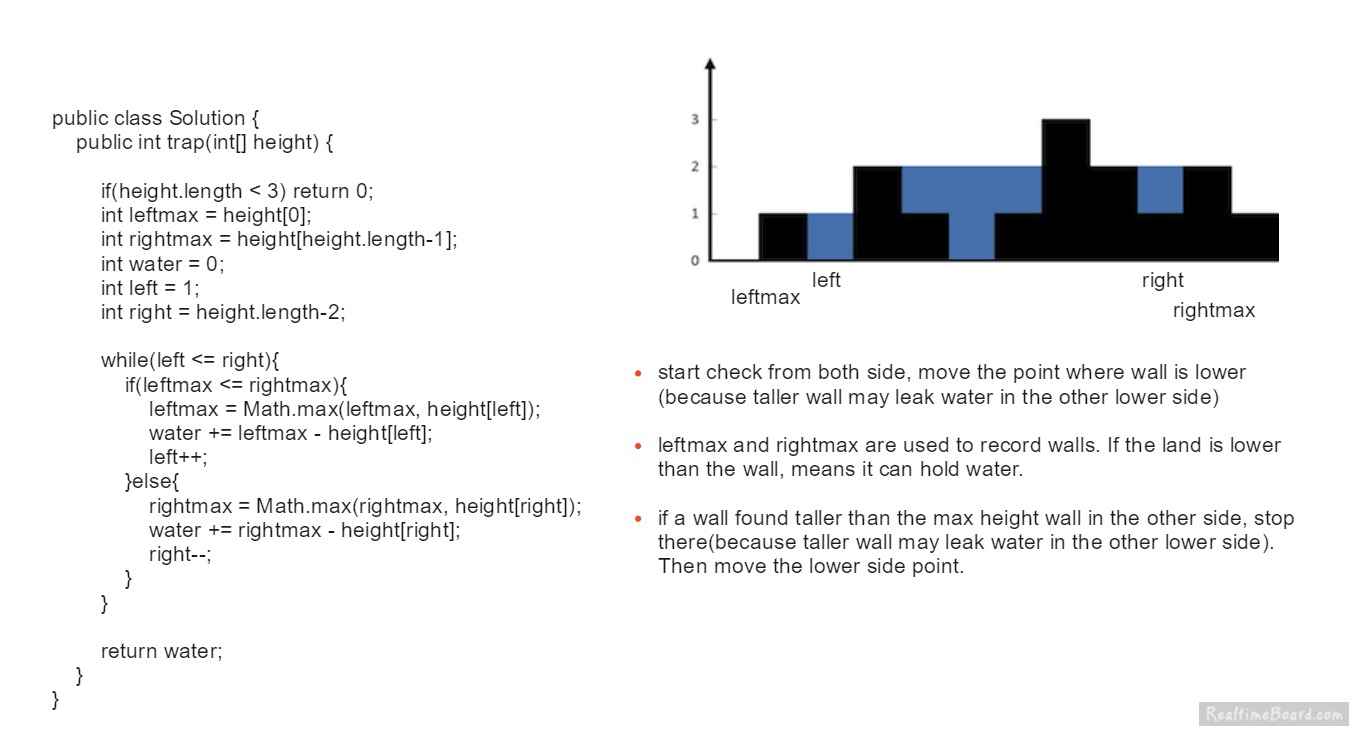 public class Solution {
public int trap(int[] height) {
if(height.length < 3) return 0;
int leftmax = height[0];
int rightmax = height[height.length-1];
int water = 0;
int left = 1;
int right = height.length-2;
while(left <= right){
if(leftmax <= rightmax){
leftmax = Math.max(leftmax, height[left]);
water += leftmax - height[left];
left++;
}else{
rightmax = Math.max(rightmax, height[right]);
water += rightmax - height[right];
right--;
}
}
return water;
}
}
3
2
1
0
left
right
leftmax
rightmax
• start check from both side, move the point where wall is lower
(because taller wall may leak water in the other lower side)
• leftmax and rightmax are used to record walls. If the land is lower
than the wall, means it can hold water.
• if a wall found taller than the max height wall in the other side, stop
there(because taller wall may leak water in the other lower side).
Then move the lower side point.
RealtimeBoard.com